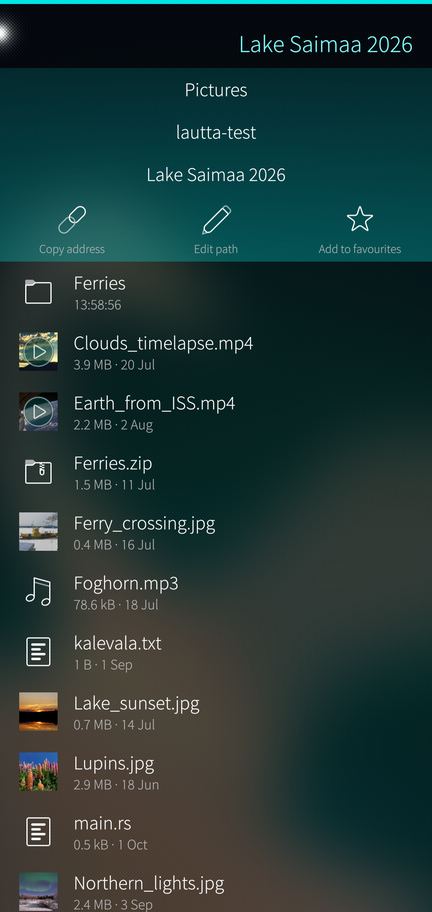 Lake Saimaa 2026
Pictures
lautta-test
Lake Saimaa 2026
Copy address
Edit path
Add to favourites
Ferries
13:58:56
Clouds_timelapse.mp4
3.9 MB · 20 Jul
Earth_from_ISS.mp4
2.2 MB · 2 Aug
Ferries.zip
1.5 MB · 11 Jul
Ferry_crossing.jpg
0.4 MB · 16 Jul
Foghorn.mp3
78.6 kB · 18 Jul
kalevala.txt
1 B · 1 Sep
Lake_sunset.jpg
0.7 MB · 14 Jul
Lupins.jpg
2.9 MB · 18 Jun
main.rs
0.5 kB · 1 Oct
Northern_lights.jpg
2.4 MB · 3 Sep